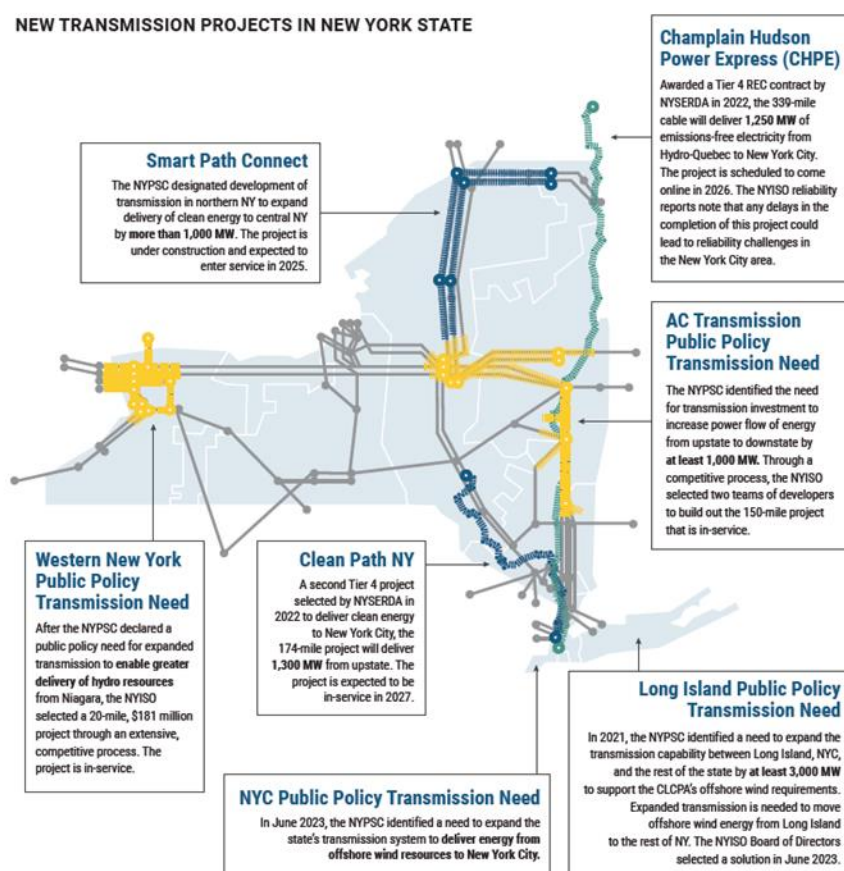 NEW TRANSMISSION PROJECTS IN NEW YORK STATE
Champlain Hudson
Power Express (CHPE)
Awarded a Tier 4 REC contract by
NYSERDA in 2022, the 339-mile
cable will deliver 1,250 MW of
emissions-free electricity from
Hydro-Quebec to New York City.
The project is scheduled to come
online in 2026. The NYISO reliability
reports note that any delays in the
completion of this project could
lead to reliability challenges in
the New York City area.
Smart Path Connect
The NYPSC designated development of
transmission in northern NY to expand
delivery of clean energy to central NY
by more than 1,000 MW. The project is
under construction and expected to
enter service in 2025.
AC Transmission
Public Policy
Transmission Need
The NYPSC identified the need
for transmission investment to
increase power flow of energy
from upstate to downstate by
at least 1,000 MW. Through a
competitive process, the NYISO
selected two teams of developers
to build out the 150-mile project
that is in-service.
Western New York
Public Policy
Transmission Need
After the NYPSC declared a
public policy need for expanded
transmission to enable greater
delivery of hydro resources
from Niagara, the NYISO
selected a 20-mile, $181 million
project through an extensive,
competitive process. The
project is in-service.
Clean Path NY
A second Tier 4 project
selected by NYSERDA in
2022 to deliver clean energy
to New York City, the
174-mile project will deliver
1,300 MW from upstate. The
project is expected to be
in-service in 2027.
NYC Public Policy Transmission Need
In June 2023, the NYPSC identified a need to expand the
state's transmission system to deliver energy from
offshore wind resources to New York City.
Long Island Public Policy
Transmission Need
In 2021, the NYPSC identified a need to expand the
transmission capability between Long Island, NYC,
and the rest of the state by at least 3,000 MW
to support the CLCPA's offshore wind requirements.
Expanded transmission is needed to move
offshore wind energy from Long Island
to the rest of NY. The NYISO Board of Directors
selected a solution in June 2023.